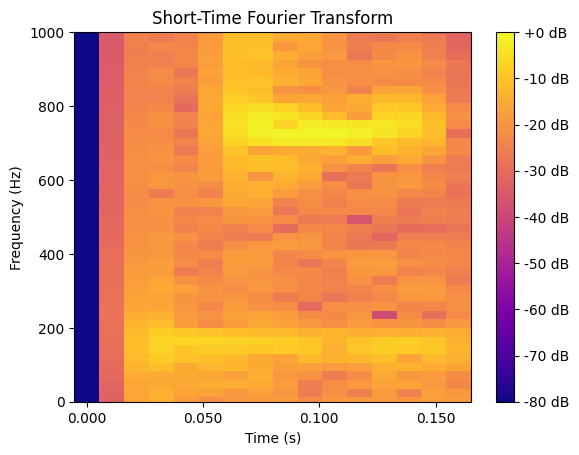 Short-Time Fourier Transform
1000
800
600
400
200
0
Frequency (Hz)
0.000
0.050
0.100
0.150
Time (s)
+0 dB
-10 dB
-20 dB
-30 dB
-40 dB
-50 dB
-60 dB
-70 dB
-80 dB